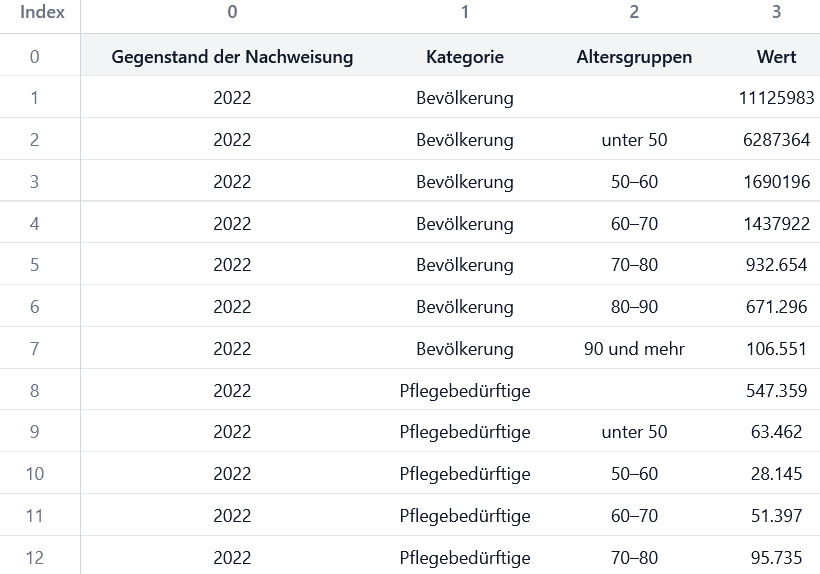 Index 0 1 2 3
0 Gegenstand der Nachweisung Kategorie Altersgruppen Wert
1 2022 Bevölkerung 11125983
2 2022 Bevölkerung unter 50 6287364
3 2022 Bevölkerung 50–60 1690196
4 2022 Bevölkerung 60–70 1437922
5 2022 Bevölkerung 70–80 932.654
6 2022 Bevölkerung 80–90 671.296
7 2022 Bevölkerung 90 und mehr 106.551
8 2022 Pflegebedürftige 547.359
9 2022 Pflegebedürftige unter 50 63.462
10 2022 Pflegebedürftige 50–60 28.145
11 2022 Pflegebedürftige 60–70 51.397
12 2022 Pflegebedürftige 70–80 95.735